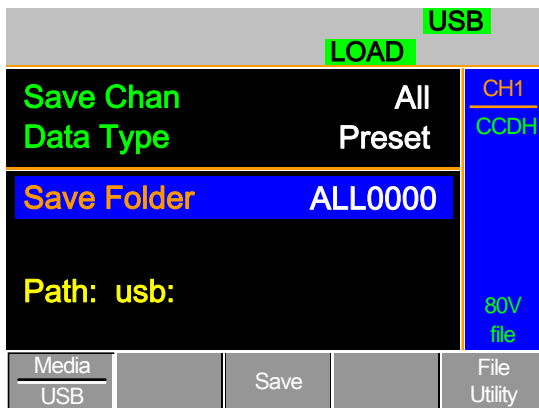 USB
LOAD
Save Chan All
Data Type Preset
Save Folder ALL0000
Path: usb:
CH1
CCDH
80V
file
Media
USB
Save
File
Utility